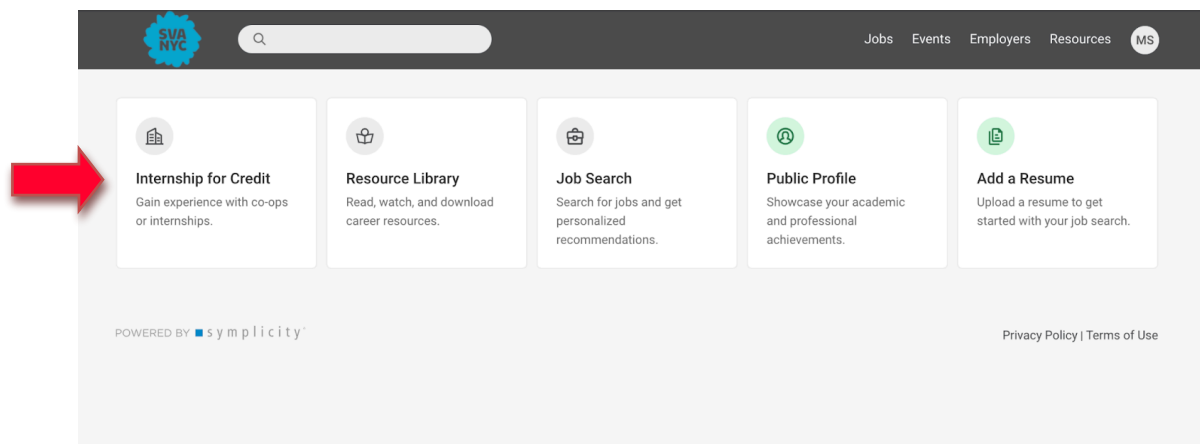 SVA
NYC
Jobs Events Employers Resources MS
Internship for Credit
Gain experience with co-ops
or internships.
Resource Library
Read, watch, and download
career resources.
Job Search
Search for jobs and get
personalized
recommendations.
Public Profile
Showcase your academic
and professional
achievements.
Add a Resume
Upload a resume to get
started with your job search.
POWERED BY symplicity
Privacy Policy | Terms of Use